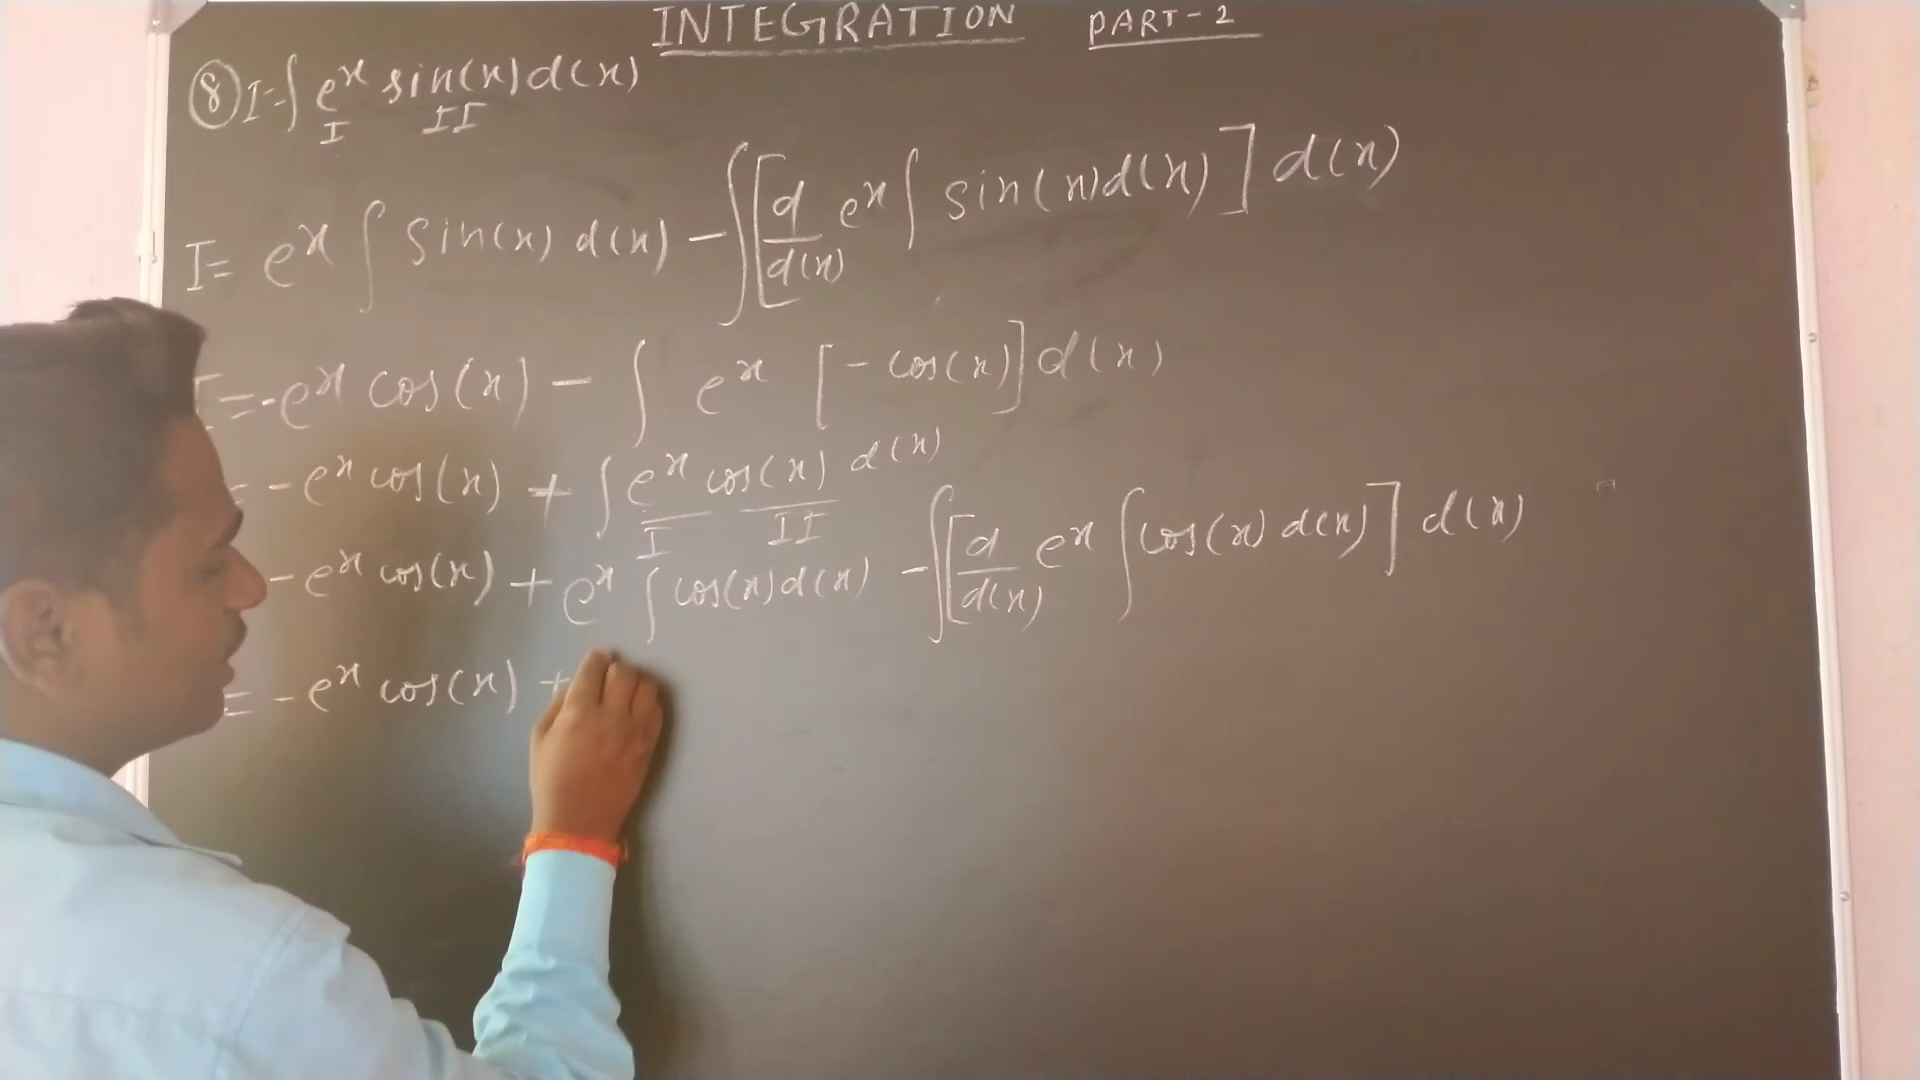 INTEGRATION PART-2
⑧ I=∫ e^x sin(x) d(x)
I II
I= e^x ∫ sin(x) d(x) - ∫[d/d(x) e^x ∫ sin(x)d(x)] d(x)
I =-e^x cos(x) - ∫ e^x [-cos(x)] d(x)
= -e^x cos(x) + ∫ e^x cos(x) d(x)
I II
-e^x cos(x) + e^x ∫ cos(x)d(x) - ∫[d/d(x) e^x ∫cos(x) d(x)] d(x)
= -e^x cos(x) +